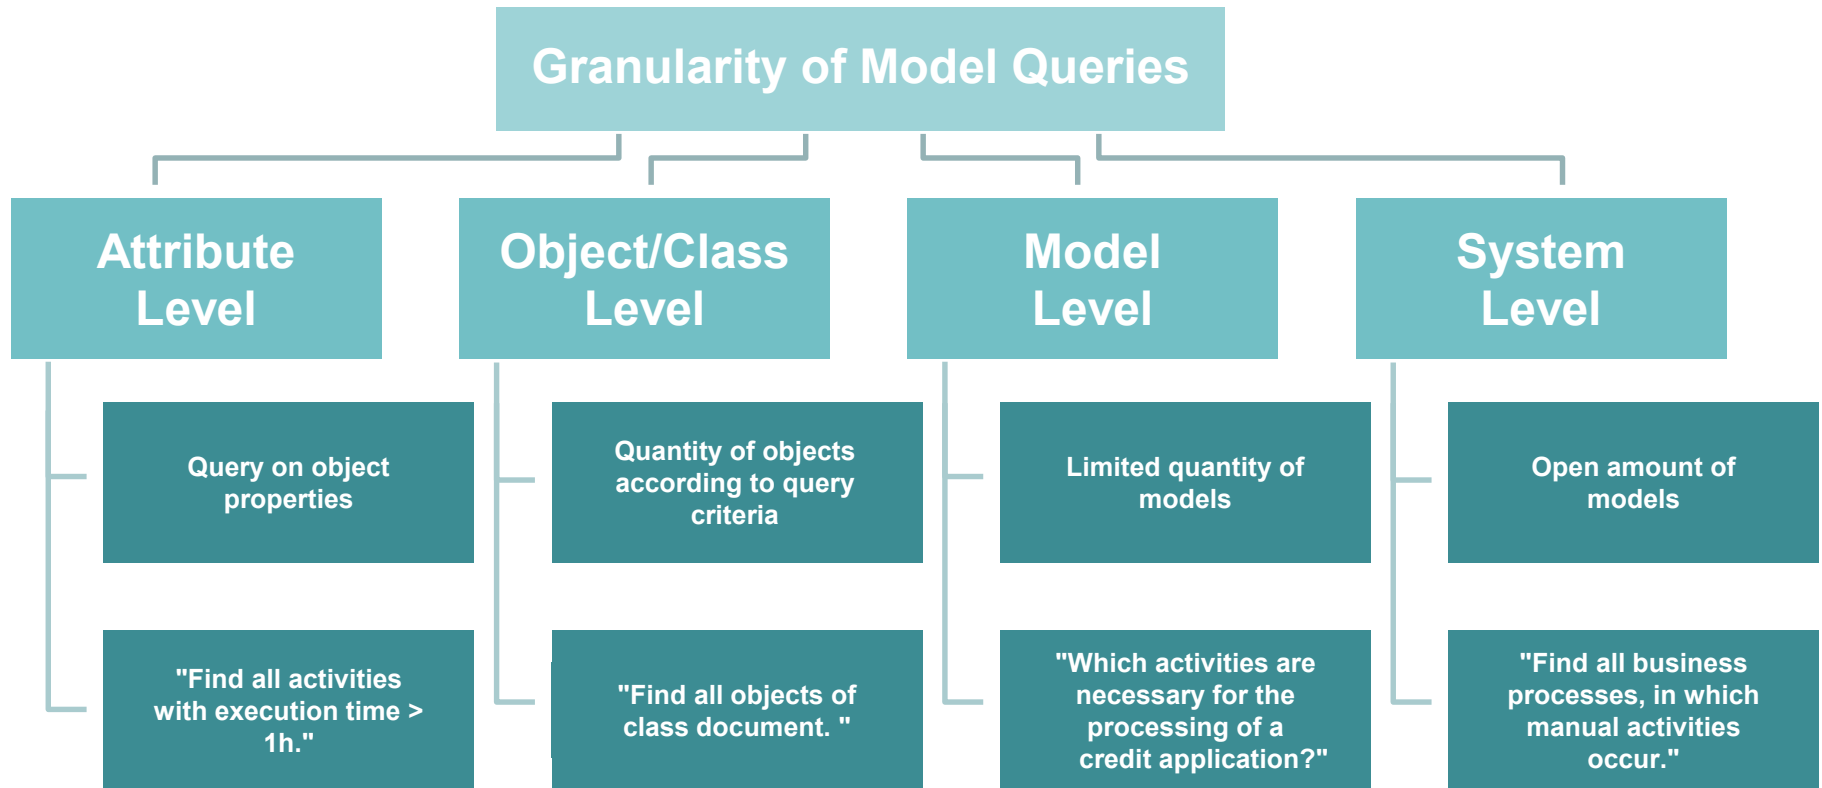 Granularity of Model Queries
Attribute
Level
Object/Class
Level
Model
Level
System
Level
Query on object
properties
Quantity of objects
according to query
criteria
Limited quantity of
models
Open amount of
models
"Find all activities
with execution time >
1h."
"Find all objects of
class document. "
"Which activities are
necessary for the
processing of a
credit application?"
"Find all business
processes, in which
manual activities
occur."